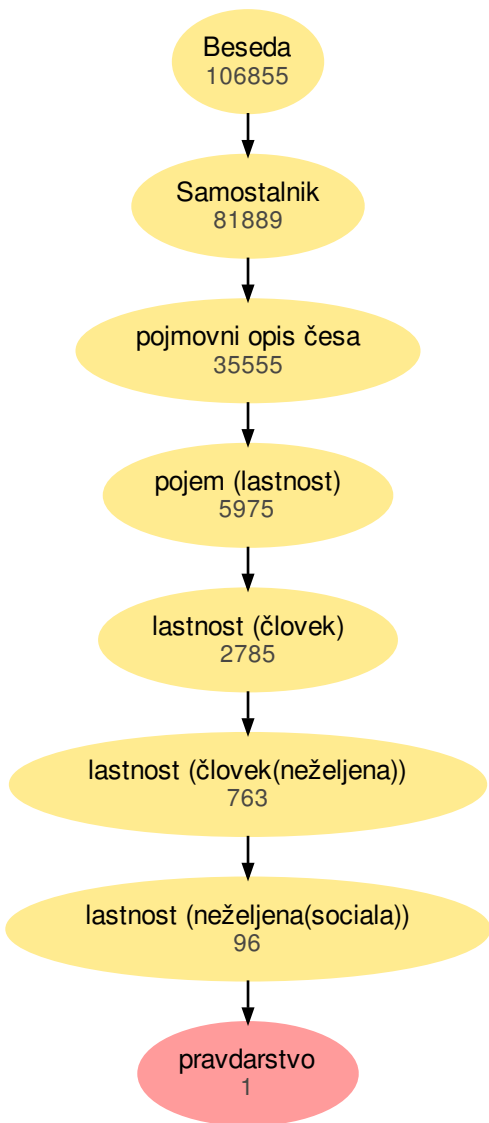 Beseda
106855
Samostalnik
81889
pojmovni opis česa
35555
pojem (lastnost)
5975
lastnost (človek)
2785
lastnost (človek(neželjena))
763
lastnost (neželjena(sociala))
96
pravdarstvo
1